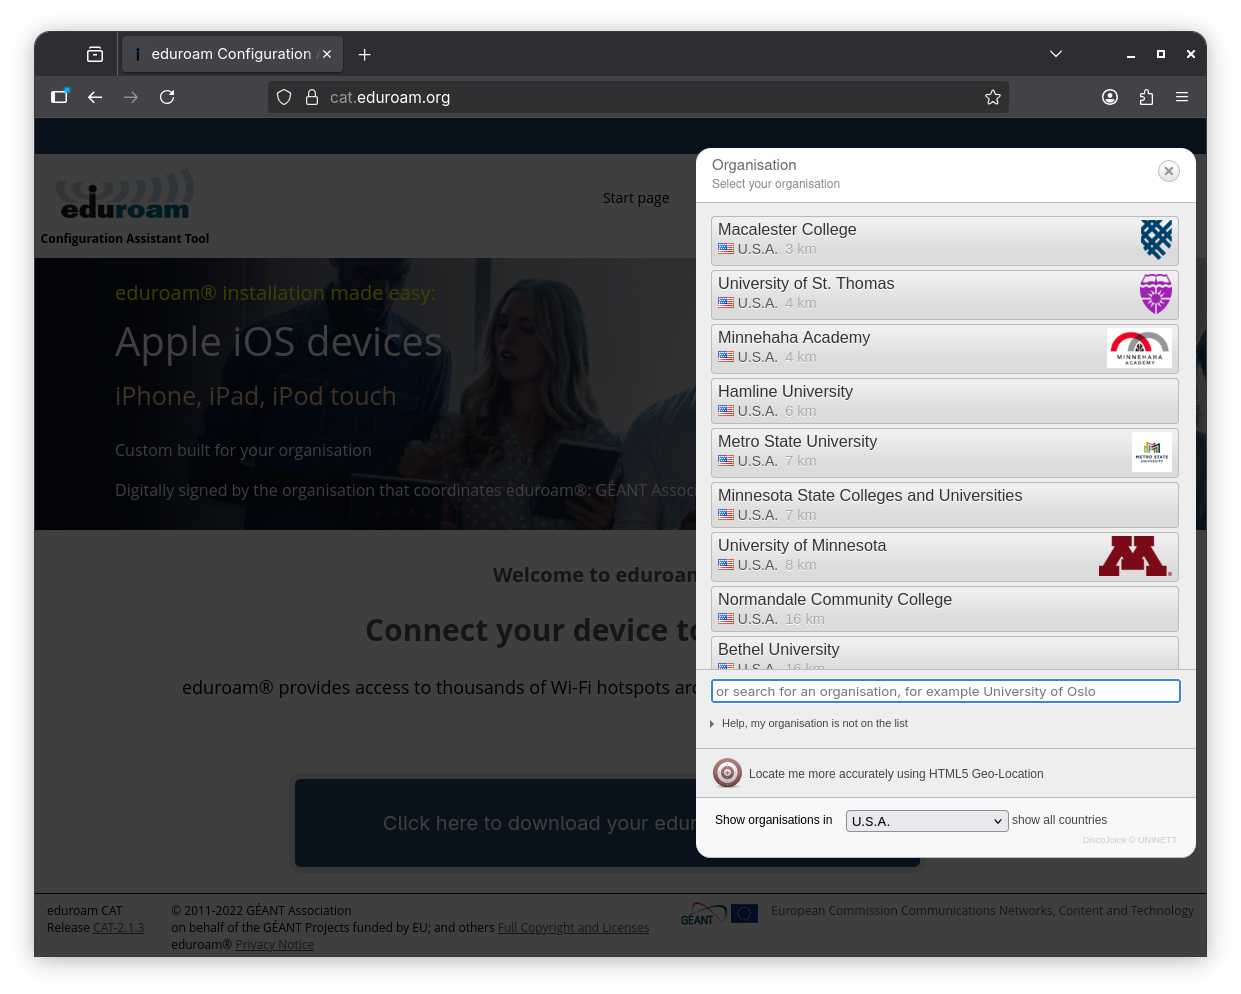 eduroam Configuration
cat.eduroam.org
eduroam
Configuration Assistant Tool
Start page
eduroam® installation made easy:
Apple iOS devices
iPhone, iPad, iPod touch
Custom built for your organisation
Digitally signed by the organisation that coordinates eduroam®: GÉANT
Welcome to
Connect your device
eduroam® provides access to thousands of Wi-Fi hotspots
Click here to download your
Organisation
Select your organisation
Macalester College
U.S.A. 3 km
University of St. Thomas
U.S.A. 4 km
Minnehaha Academy
U.S.A. 4 km
MINNEHAHA
ACADEMY
Hamline University
U.S.A. 6 km
Metro State University
U.S.A. 7 km
METRO STATE
UNIVERSITY
Minnesota State Colleges and Universities
U.S.A. 7 km
University of Minnesota
U.S.A. 8 km
M
Normandale Community College
U.S.A. 16 km
Bethel University
U.S.A. 16 km
or search for an organisation, for example University of Oslo
Help, my organisation is not on the list
Locate me more accurately using HTML5 Geo-Location
Show organisations in U.S.A. show all countries
DiscoJuice © UNINETT
eduroam CAT
Release CAT-2.1.3
© 2011-2022 GÉANT Association
on behalf of the GÉANT Projects funded by EU; and others Full Copyright and Licenses
eduroam® Privacy Notice
GÉANT
European Commission Communications Networks, Content and Technology